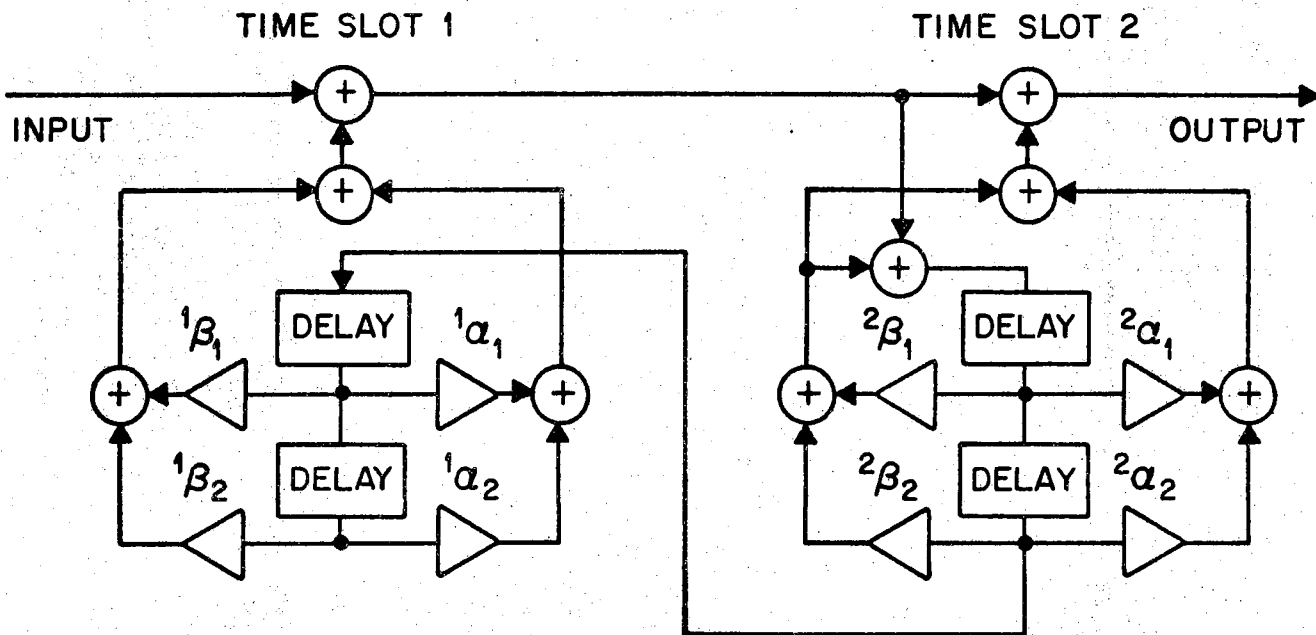 TIME SLOT 1
TIME SLOT 2
+
+
INPUT
OUTPUT
+
+
+
DELAY
DELAY
¹β₁
¹α₁
²β₁
²α₁
+
+
+
+
¹β₂
DELAY
¹α₂
²β₂
DELAY
²α₂